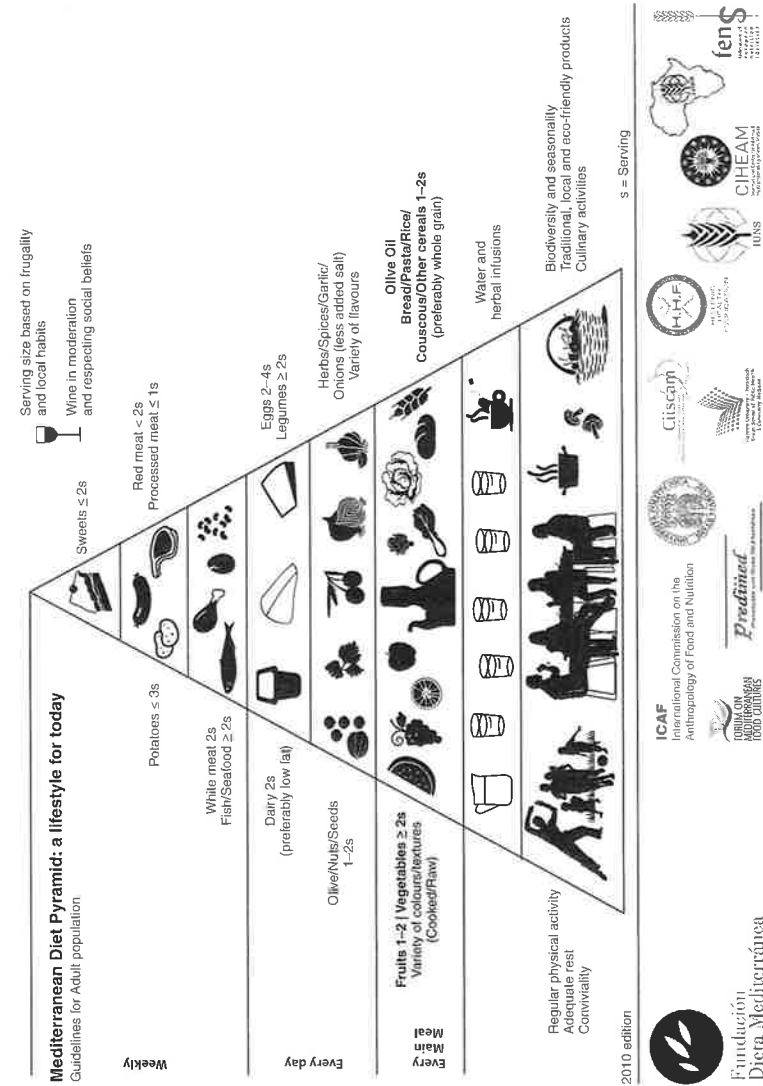 Mediterranean Diet Pyramid: a lifestyle for today
Guidelines for Adult population
Serving size based on frugality
and local habits
Wine in moderation
and respecting social beliefs
Weekly
Sweets ≤ 2s
Potatoes ≤ 3s
Red meat < 2s
Processed meat ≤ 1s
White meat 2s
Fish/Seafood ≥ 2s
Eggs 2–4s
Legumes ≥ 2s
Every day
Dairy 2s
(preferably low fat)
Olive/Nuts/Seeds
1–2s
Herbs/Spices/Garlic/
Onions (less added salt)
Variety of flavours
Every
Main
Meal
Fruits 1–2 | Vegetables ≥ 2s
Variety of colours/textures
(Cooked/Raw)
Olive Oil
Bread/Pasta/Rice/
Couscous/Other cereals 1–2s
(preferably whole grain)
Water and
herbal infusions
Regular physical activity
Adequate rest
Conviviality
Biodiversity and seasonality
Traditional, local and eco-friendly products
Culinary activities
2010 edition
s = Serving
Fundación
Dieta Mediterránea
ICAF
International Commission on the
Anthropology of Food and Nutrition
FORUM ON
MEDITERRANEAN
FOOD CULTURES
Predimed
Ciiscam
H.H.F.
HELLENIC
HEALTH
FOUNDATION
IUNS
CIHEAM
fens